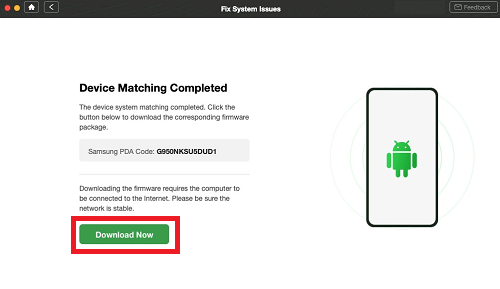 Fix System Issues
Feedback
Device Matching Completed
The device system matching completed. Click the
button below to download the corresponding firmware
package.
Samsung PDA Code: G950NKSU5DUD1
Downloading the firmware requires the computer to
be connected to the Internet. Please be sure the
network is stable.
Download Now